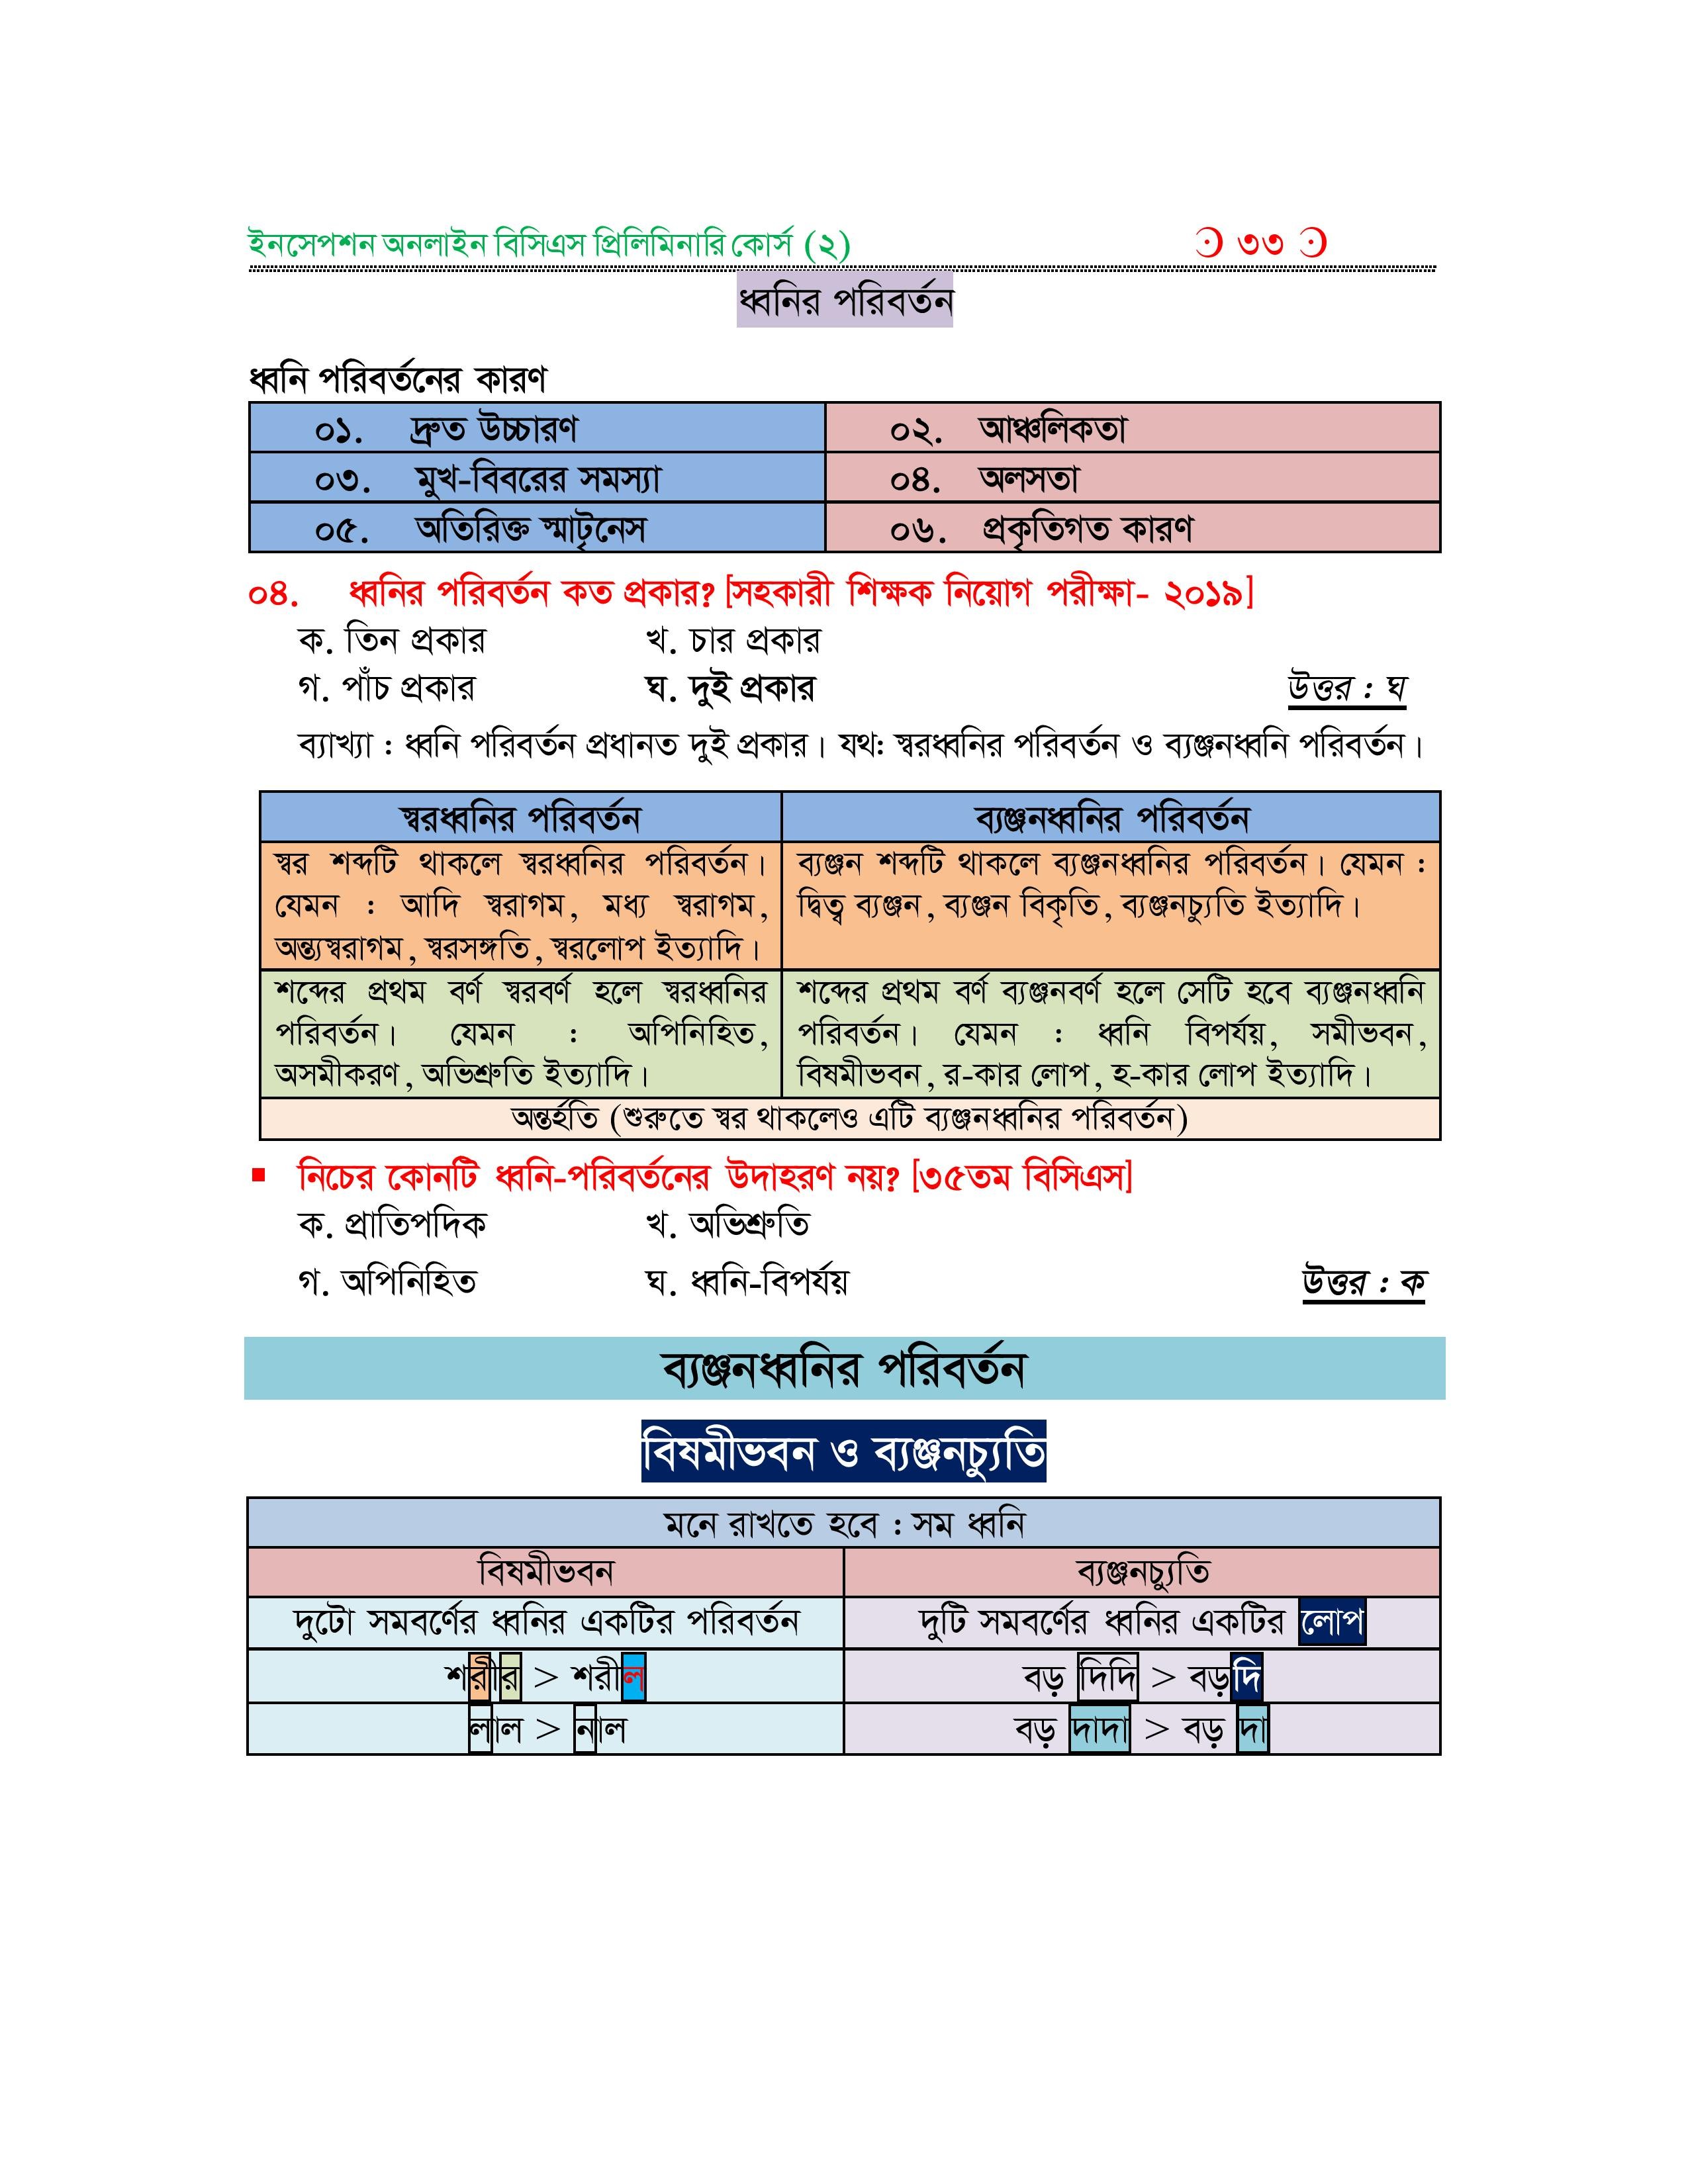 ইনসেপশন অনলাইন বিসিএস প্রিলিমিনারি কোর্স (২) ৩৩
ধ্বনির পরিবর্তন
ধ্বনি পরিবর্তনের কারণ
০১. দ্রুত উচ্চারণ ০২. আঞ্চলিকতা
০৩. মুখ-বিবরের সমস্যা ০৪. অলসতা
০৫. অতিরিক্ত স্মার্টনেস ০৬. প্রকৃতিগত কারণ
০৪. ধ্বনির পরিবর্তন কত প্রকার? [সহকারী শিক্ষক নিয়োগ পরীক্ষা- ২০১৯]
ক. তিন প্রকার খ. চার প্রকার
গ. পাঁচ প্রকার ঘ. দুই প্রকার উত্তর : ঘ
ব্যাখ্যা : ধ্বনি পরিবর্তন প্রধানত দুই প্রকার। যথ: স্বরধ্বনির পরিবর্তন ও ব্যঞ্জনধ্বনি পরিবর্তন।
স্বরধ্বনির পরিবর্তন ব্যঞ্জনধ্বনির পরিবর্তন
স্বর শব্দটি থাকলে স্বরধ্বনির পরিবর্তন।
যেমন : আদি স্বরাগম, মধ্য স্বরাগম,
অন্ত্যস্বরাগম, স্বরসঙ্গতি, স্বরলোপ ইত্যাদি।
ব্যঞ্জন শব্দটি থাকলে ব্যঞ্জনধ্বনির পরিবর্তন। যেমন :
দ্বিত্ব ব্যঞ্জন, ব্যঞ্জন বিকৃতি, ব্যঞ্জনচ্যুতি ইত্যাদি।
শব্দের প্রথম বর্ণ স্বরবর্ণ হলে স্বরধ্বনির
পরিবর্তন। যেমন : অপিনিহিত,
অসমীকরণ, অভিশ্রুতি ইত্যাদি।
শব্দের প্রথম বর্ণ ব্যঞ্জনবর্ণ হলে সেটি হবে ব্যঞ্জনধ্বনি
পরিবর্তন। যেমন : ধ্বনি বিপর্যয়, সমীভবন,
বিষমীভবন, র-কার লোপ, হ-কার লোপ ইত্যাদি।
অন্তর্হতি (শুরুতে স্বর থাকলেও এটি ব্যঞ্জনধ্বনির পরিবর্তন)
▪ নিচের কোনটি ধ্বনি-পরিবর্তনের উদাহরণ নয়? [৩৫তম বিসিএস]
ক. প্রাতিপদিক খ. অভিশ্রুতি
গ. অপিনিহিত ঘ. ধ্বনি-বিপর্যয় উত্তর : ক
ব্যঞ্জনধ্বনির পরিবর্তন
বিষমীভবন ও ব্যঞ্জনচ্যুতি
মনে রাখতে হবে : সম ধ্বনি
বিষমীভবন ব্যঞ্জনচ্যুতি
দুটো সমবর্ণের ধ্বনির একটির পরিবর্তন দুটি সমবর্ণের ধ্বনির একটির লোপ
শরীর > শরীল বড় দিদি > বড়দি
লাল > নাল বড় দাদা > বড় দা